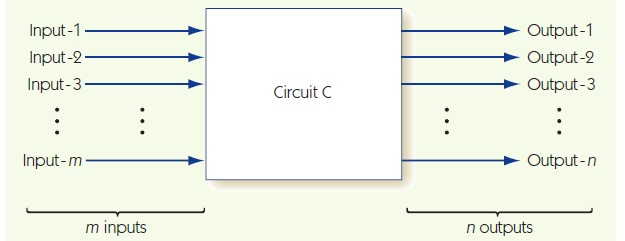 Input-1
Input-2
Input-3
Input-m
m inputs
Circuit C
Output-1
Output-2
Output-3
Output-n
n outputs